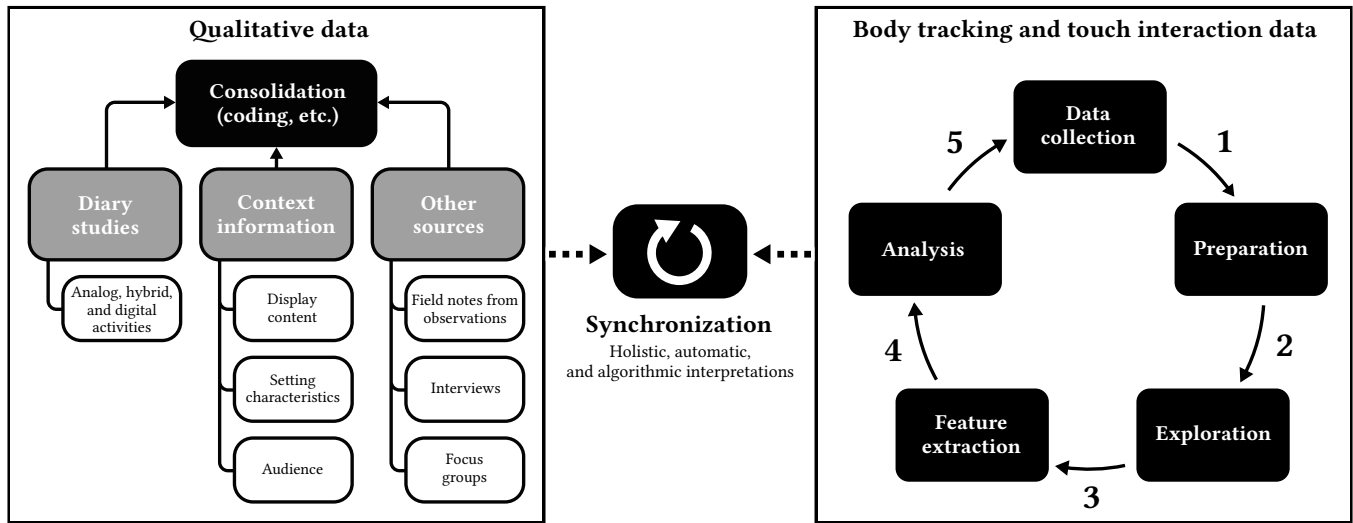 Qualitative data
Consolidation
(coding, etc.)
Diary
studies
Context
information
Other
sources
Analog, hybrid,
and digital
activities
Display
content
Setting
characteristics
Audience
Field notes from
observations
Interviews
Focus
groups
Synchronization
Holistic, automatic,
and algorithmic interpretations
Body tracking and touch interaction data
Data
collection
1
Preparation
2
Exploration
3
Feature
extraction
4
Analysis
5